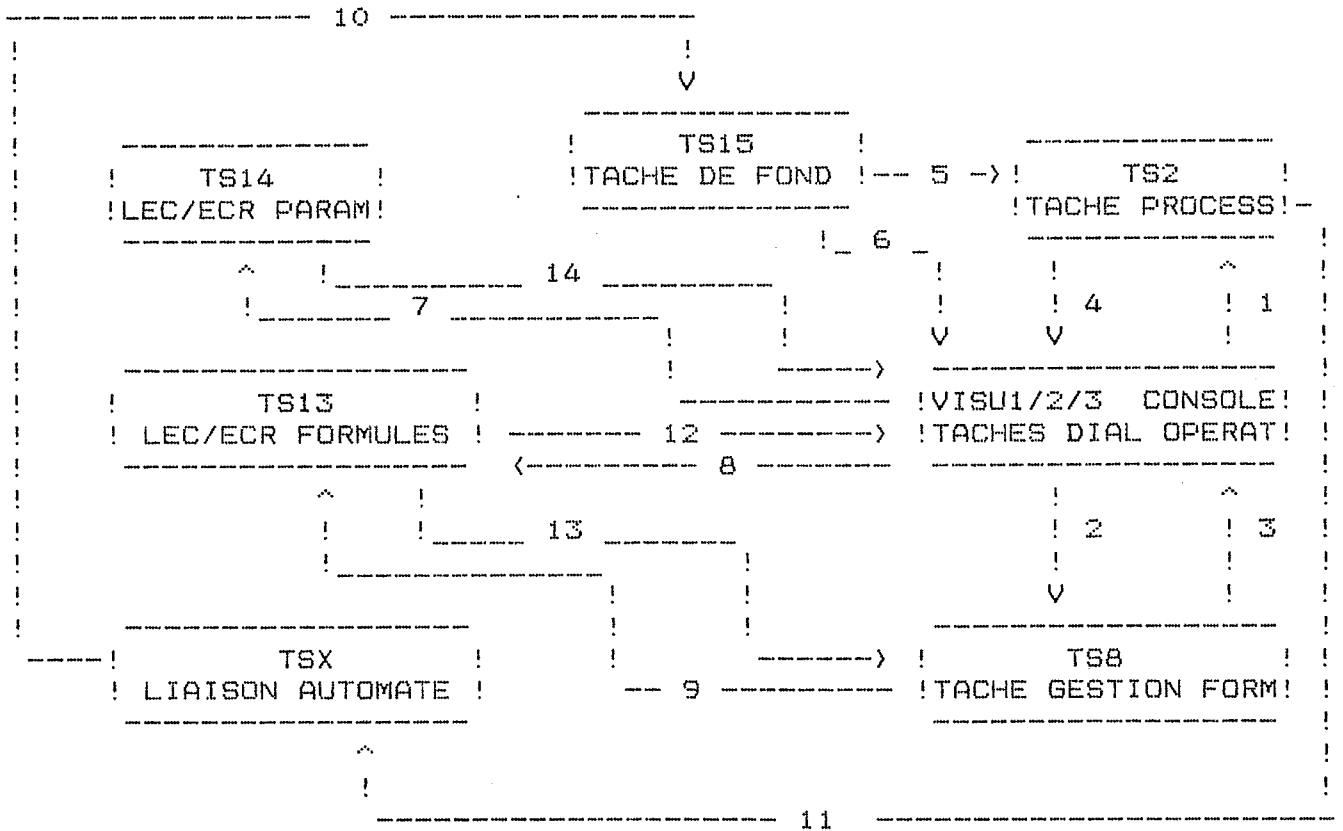 10
TS15
TS14 TACHE DE FOND 5 TS2
LEC/ECR PARAM TACHE PROCESS
6
14
7 4 1
TS13 VISU1/2/3 CONSOLE
LEC/ECR FORMULES 12 TACHES DIAL OPERAT
8
13 2 3
TSX TS8
LIAISON AUTOMATE 9 TACHE GESTION FORM
11